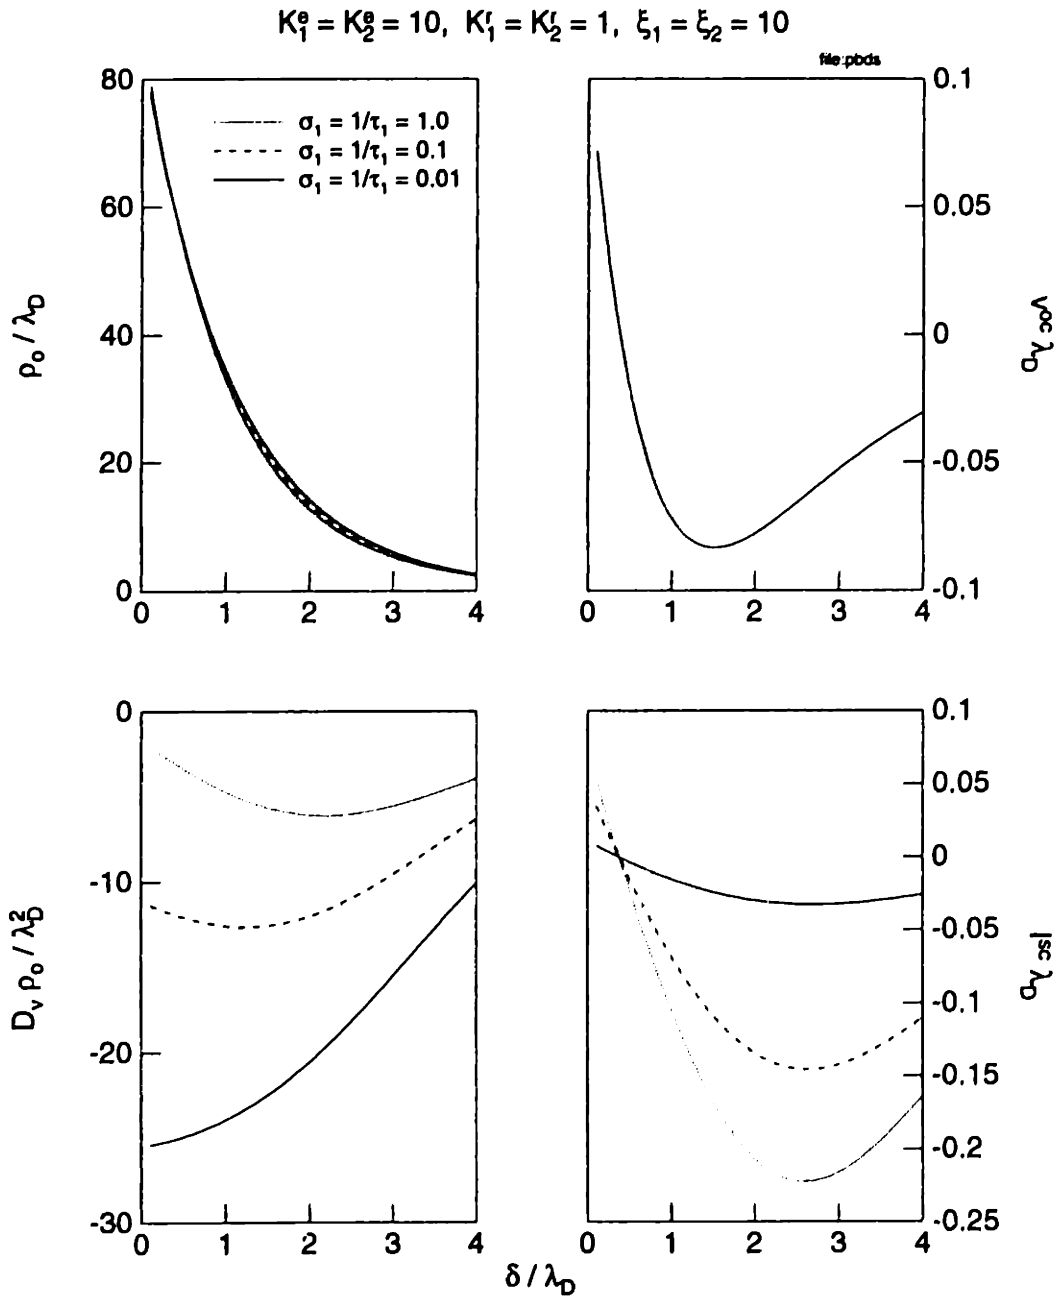 K₁ᵉ = K₂ᵉ = 10, K₁ʳ = K₂ʳ = 1, ξ₁ = ξ₂ = 10
file:pbds
80
60
40
20
0
0 1 2 3 4
ρₒ / λ_D
σ₁ = 1/τ₁ = 1.0
σ₁ = 1/τ₁ = 0.1
σ₁ = 1/τ₁ = 0.01
0.1
0.05
0
-0.05
-0.1
0 1 2 3 4
v^oc λ_D
0
-10
-20
-30
0 1 2 3 4
D_v ρₒ / λ_D²
0.1
0.05
0
-0.05
-0.1
-0.15
-0.2
-0.25
0 1 2 3 4
I^sc λ_D
δ / λ_D